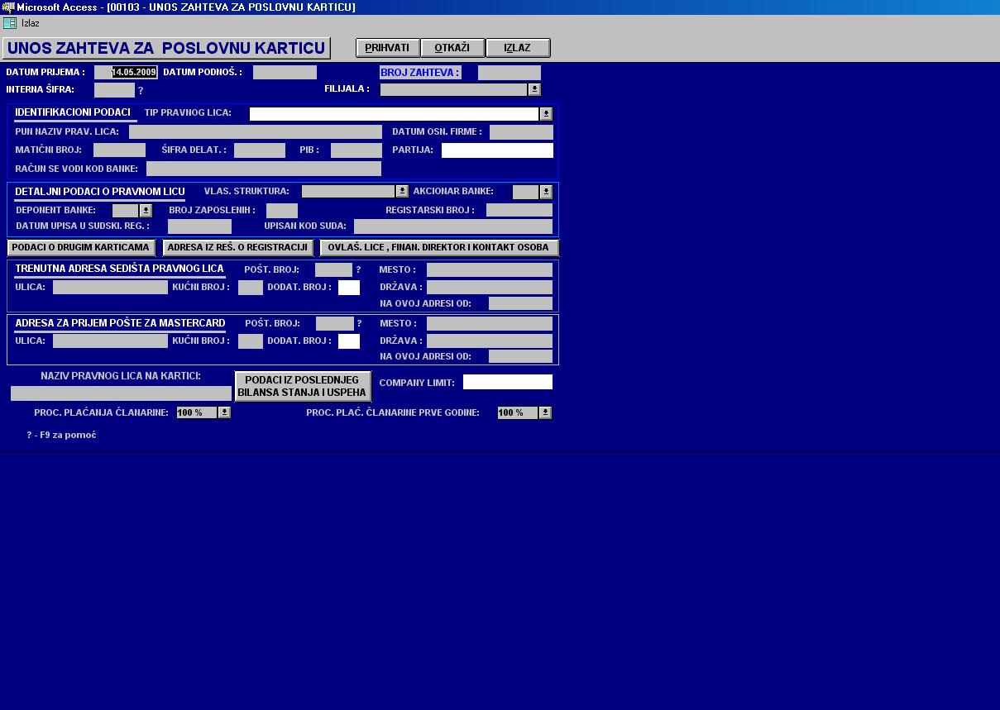 Microsoft Access - [00103 - UNOS ZAHTEVA ZA POSLOVNU KARTICU]
Izlaz
UNOS ZAHTEVA ZA POSLOVNU KARTICU PRIHVATI OTKAŽI IZLAZ
DATUM PRIJEMA : 14.05.2009 DATUM PODNOŠ. : BROJ ZAHTEVA :
INTERNA ŠIFRA: ? FILIJALA :
IDENTIFIKACIONI PODACI TIP PRAVNOG LICA:
PUN NAZIV PRAV. LICA: DATUM OSN. FIRME :
MATIČNI BROJ: ŠIFRA DELAT. : PIB : PARTIJA:
RAČUN SE VODI KOD BANKE:
DETALJNI PODACI O PRAVNOM LICU VLAS. STRUKTURA: AKCIONAR BANKE:
DEPONENT BANKE: BROJ ZAPOSLENIH : REGISTARSKI BROJ :
DATUM UPISA U SUDSKI. REG. : UPISAN KOD SUDA:
PODACI O DRUGIM KARTICAMA ADRESA IZ REŠ. O REGISTRACIJI OVLAŠ. LICE , FINAN. DIREKTOR I KONTAKT OSOBA
TRENUTNA ADRESA SEDIŠTA PRAVNOG LICA POŠT. BROJ: ? MESTO :
ULICA: KUĆNI BROJ : DODAT. BROJ : DRŽAVA :
NA OVOJ ADRESI OD:
ADRESA ZA PRIJEM POŠTE ZA MASTERCARD POŠT. BROJ: ? MESTO :
ULICA: KUĆNI BROJ : DODAT. BROJ : DRŽAVA :
NA OVOJ ADRESI OD:
NAZIV PRAVNOG LICA NA KARTICI: PODACI IZ POSLEDNJEG
BILANSA STANJA I USPEHA COMPANY LIMIT:
PROC. PLAĆANJA ČLANARINE: 100 % PROC. PLAĆ. ČLANARINE PRVE GODINE: 100 %
? - F9 za pomoć